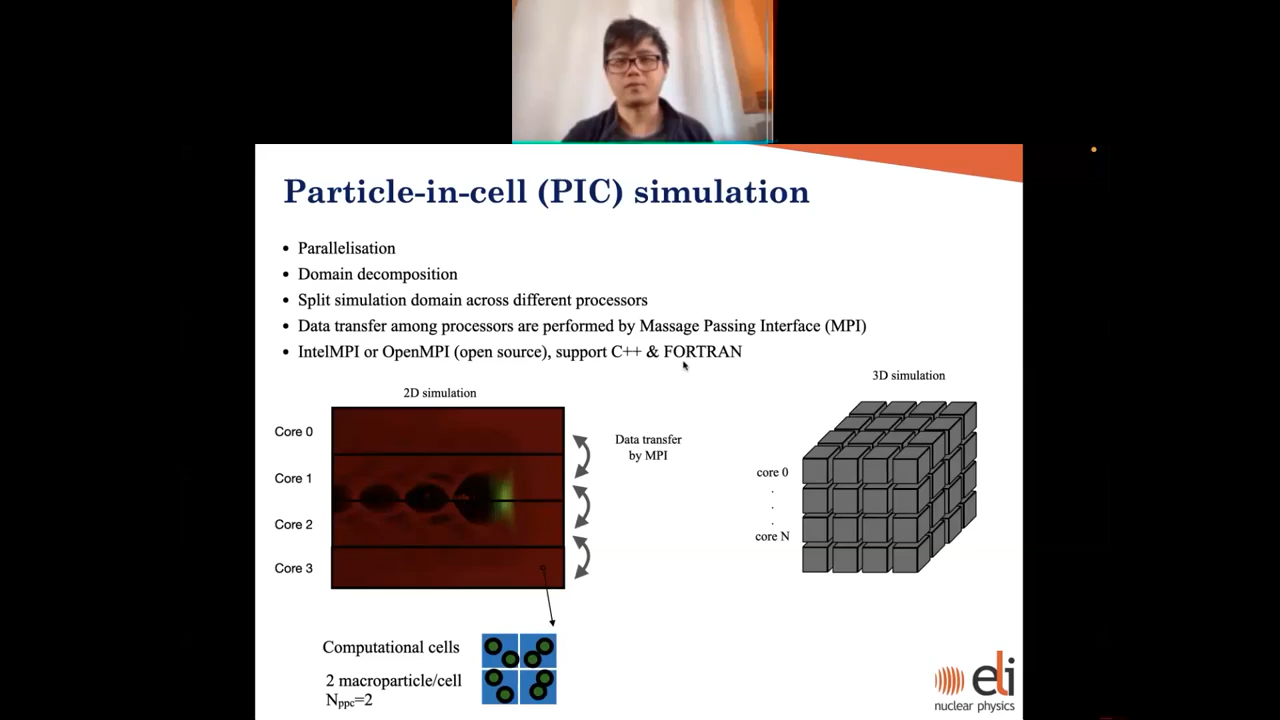 Particle-in-cell (PIC) simulation
• Parallelisation
• Domain decomposition
• Split simulation domain across different processors
• Data transfer among processors are performed by Massage Passing Interface (MPI)
• IntelMPI or OpenMPI (open source), support C++ & FORTRAN
2D simulation
Core 0
Core 1
Core 2
Core 3
Data transfer
by MPI
3D simulation
core 0
.
.
.
core N
Computational cells
2 macroparticle/cell
Nppc=2
eli
nuclear physics